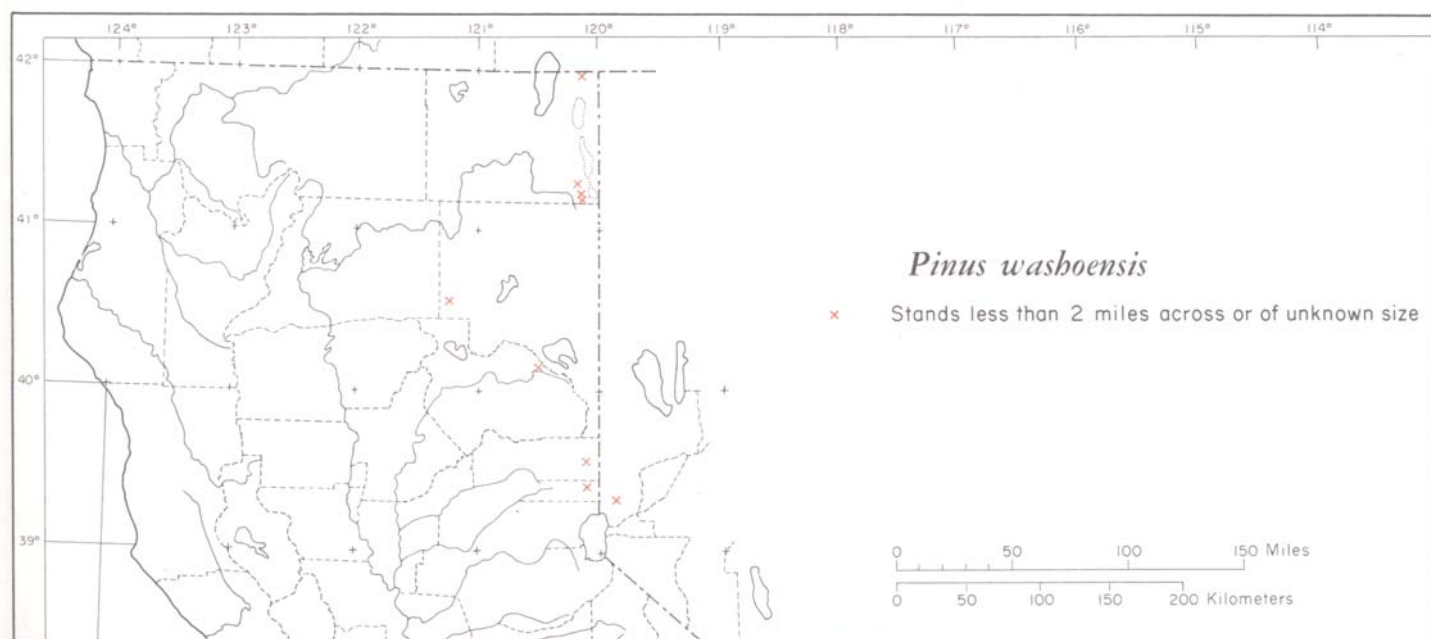 124° 123° 122° 121° 120° 119° 118° 117° 116° 115° 114°
42°
41°
Pinus washoensis
× Stands less than 2 miles across or of unknown size
40°
39°
0 50 100 150 Miles
0 50 100 150 200 Kilometers